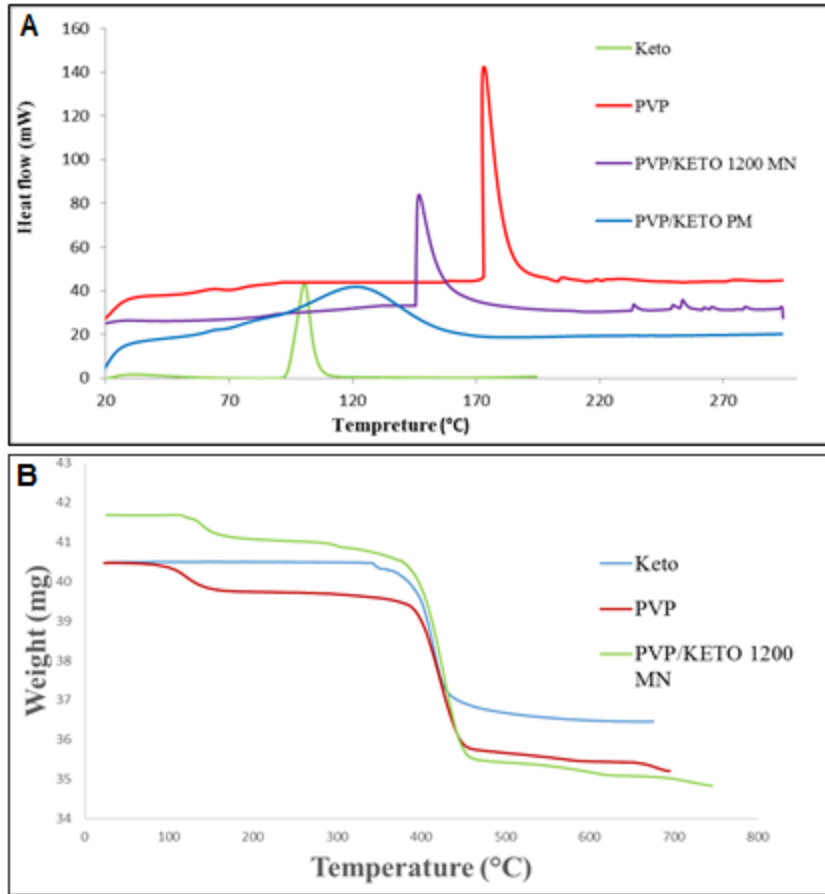 A
160
140
120
100
80
60
40
20
0
Heat flow (mW)
20 70 120 170 220 270
Tempreture (°C)
Keto
PVP
PVP/KETO 1200 MN
PVP/KETO PM
B
43
42
41
40
39
38
37
36
35
34
Weight (mg)
0 100 200 300 400 500 600 700 800
Temperature (°C)
Keto
PVP
PVP/KETO 1200
MN